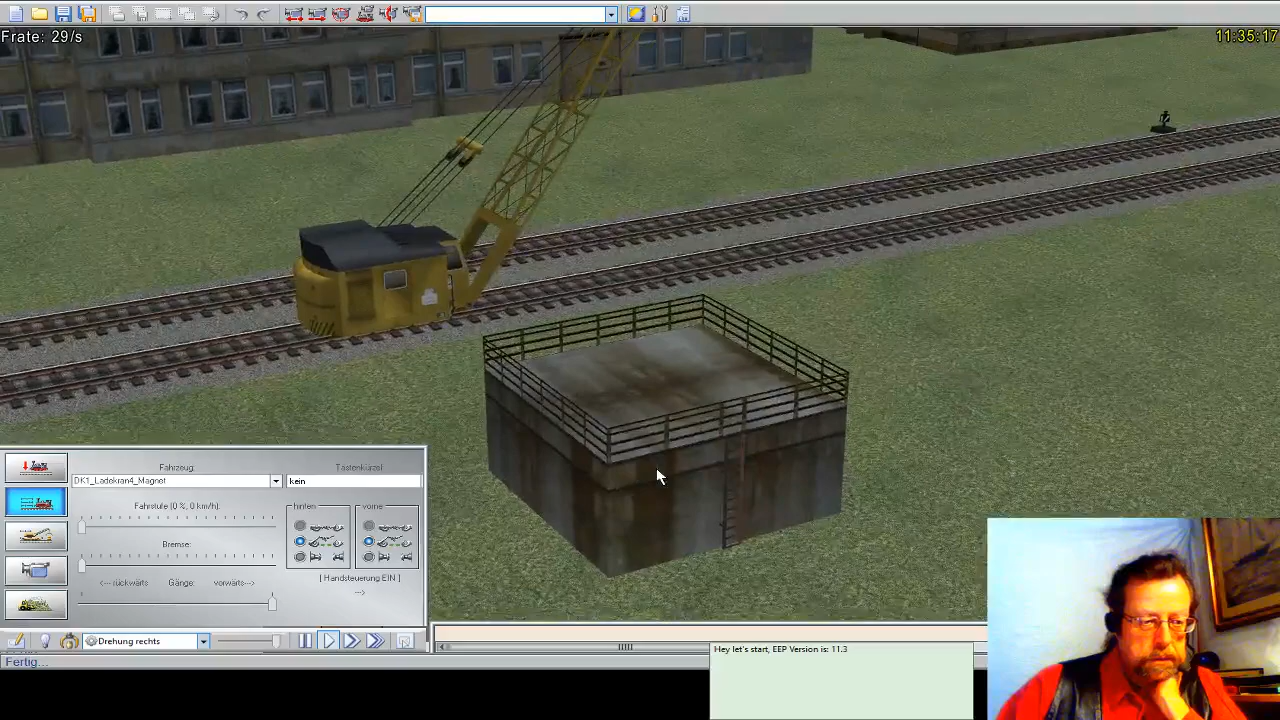 Frate: 29/s
11:35:17
Fahrzeug:
Tastenkürzel
DK1_Ladekran4_Magnet
kein
Fahrstufe (0 %, 0 km/h):
hinten
vorne
Bremse:
[ Handsteuerung EIN ]
<--- rückwärts Gänge: vorwärts--->
--->
Drehung rechts
Fertig...
Hey let's start, EEP Version is: 11.3